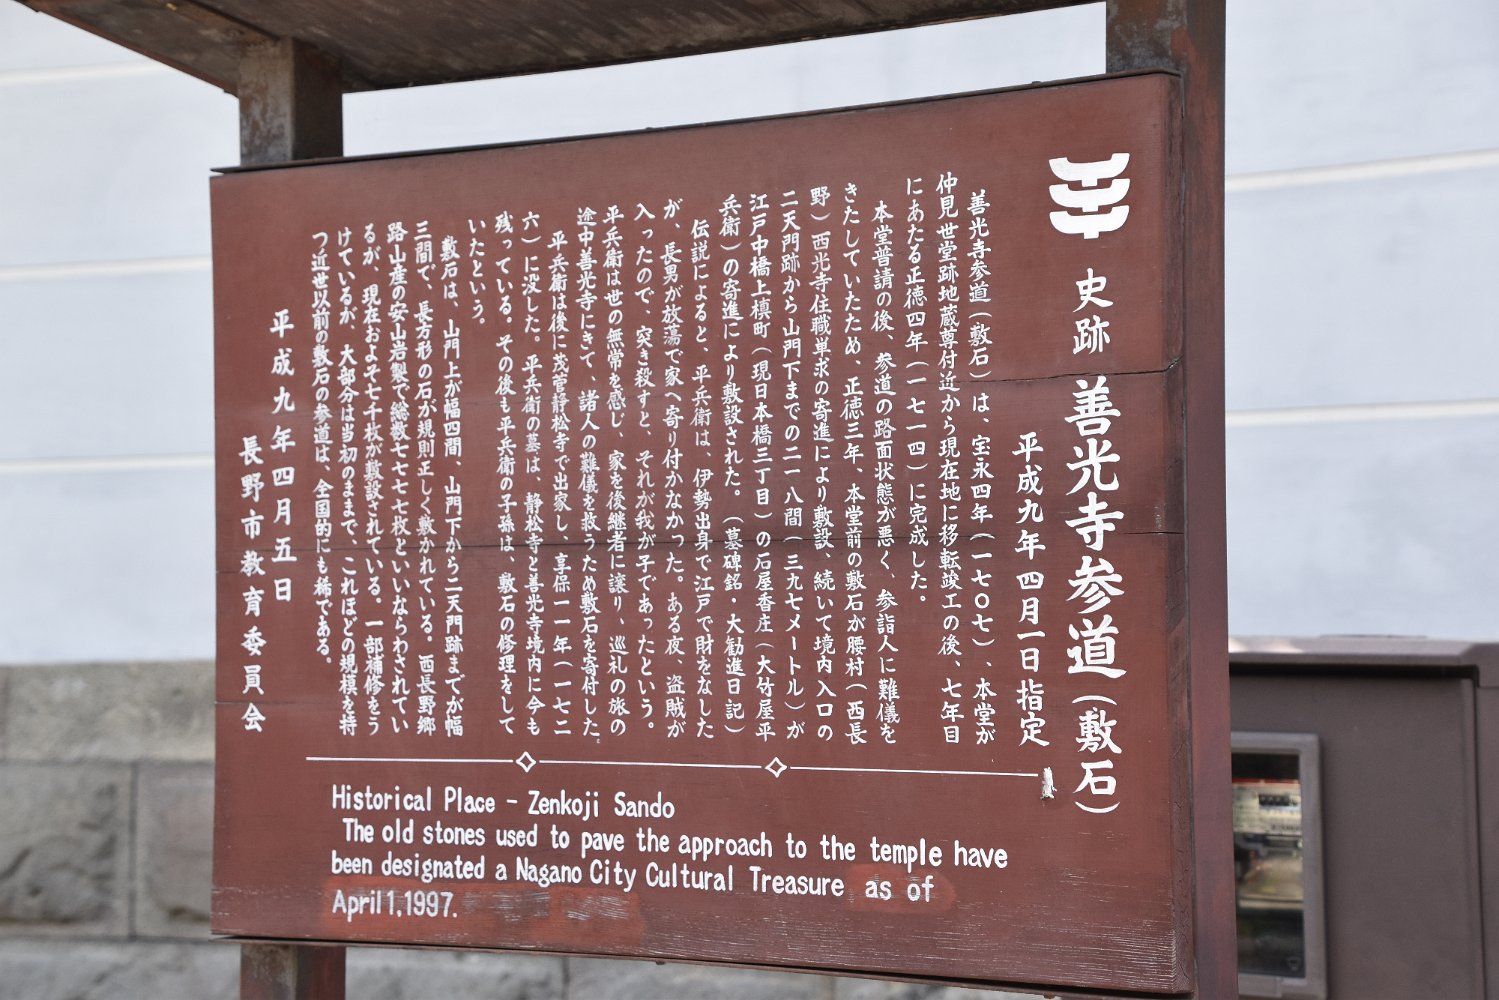 史跡 善光寺参道(敷石)
平成九年四月一日指定
善光寺参道(敷石)は、宝永四年(一七〇七)、本堂が
仲見世堂跡地蔵尊付近から現在地に移転竣工の後、七年目
にあたる正徳四年(一七一四)に完成した。
本堂普請の後、参道の路面状態が悪く、参詣人に難儀を
きたしていたため、正徳三年、本堂前の敷石が腰村(西長
野)西光寺住職単求の寄進により敷設、続いて境内入口の
二天門跡から山門下までの二一八間(三九七メートル)が
江戸中橋上槙町(現日本橋三丁目)の石屋香庄(大竹屋平
兵衛)の寄進により敷設された。(墓碑銘・大勧進日記)
伝説によると、平兵衛は、伊勢出身で江戸で財をなした
が、長男が放蕩で家へ寄り付かなかった。ある夜、盗賊が
入ったので、突き殺すと、それが我が子であったという。
平兵衛は世の無常を感じ、家を後継者に譲り、巡礼の旅の
途中善光寺にきて、諸人の難儀を救うため敷石を寄付した。
平兵衛は後に茂菅静松寺で出家し、享保一一年(一七二
六)に没した。平兵衛の墓は、静松寺と善光寺境内に今も
残っている。その後も平兵衛の子孫は、敷石の修理をして
いたという。
敷石は、山門上が幅四間、山門下から二天門跡までが幅
三間で、長方形の石が規則正しく敷かれている。西長野郷
路山産の安山岩製で総数七七七七枚といいならわされてい
るが、現在およそ七千枚が敷設されている。一部補修をう
けているが、大部分は当初のままで、これほどの規模を持
つ近世以前の敷石の参道は、全国的にも稀である。
平成九年四月五日
長野市教育委員会
Historical Place - Zenkoji Sando
The old stones used to pave the approach to the temple have
been designated a Nagano City Cultural Treasure as of
April 1, 1997.